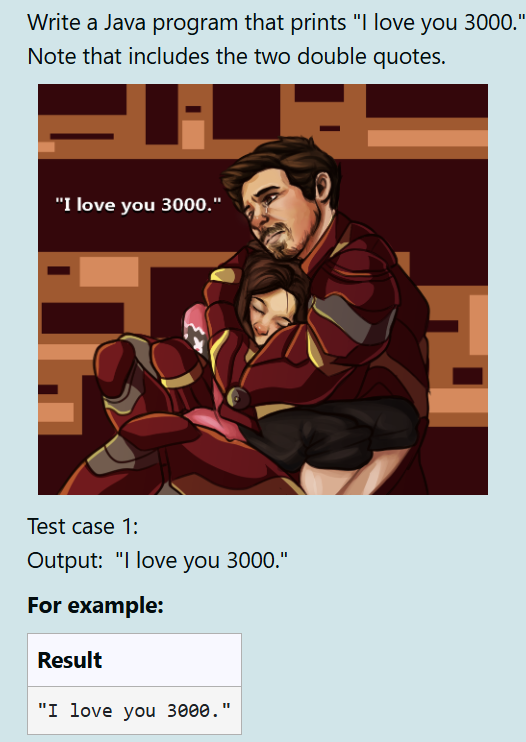 Write a Java program that prints "I love you 3000."
Note that includes the two double quotes.
"I love you 3000."
Test case 1:
Output:  "I love you 3000."
For example:
Result
"I love you 3000."